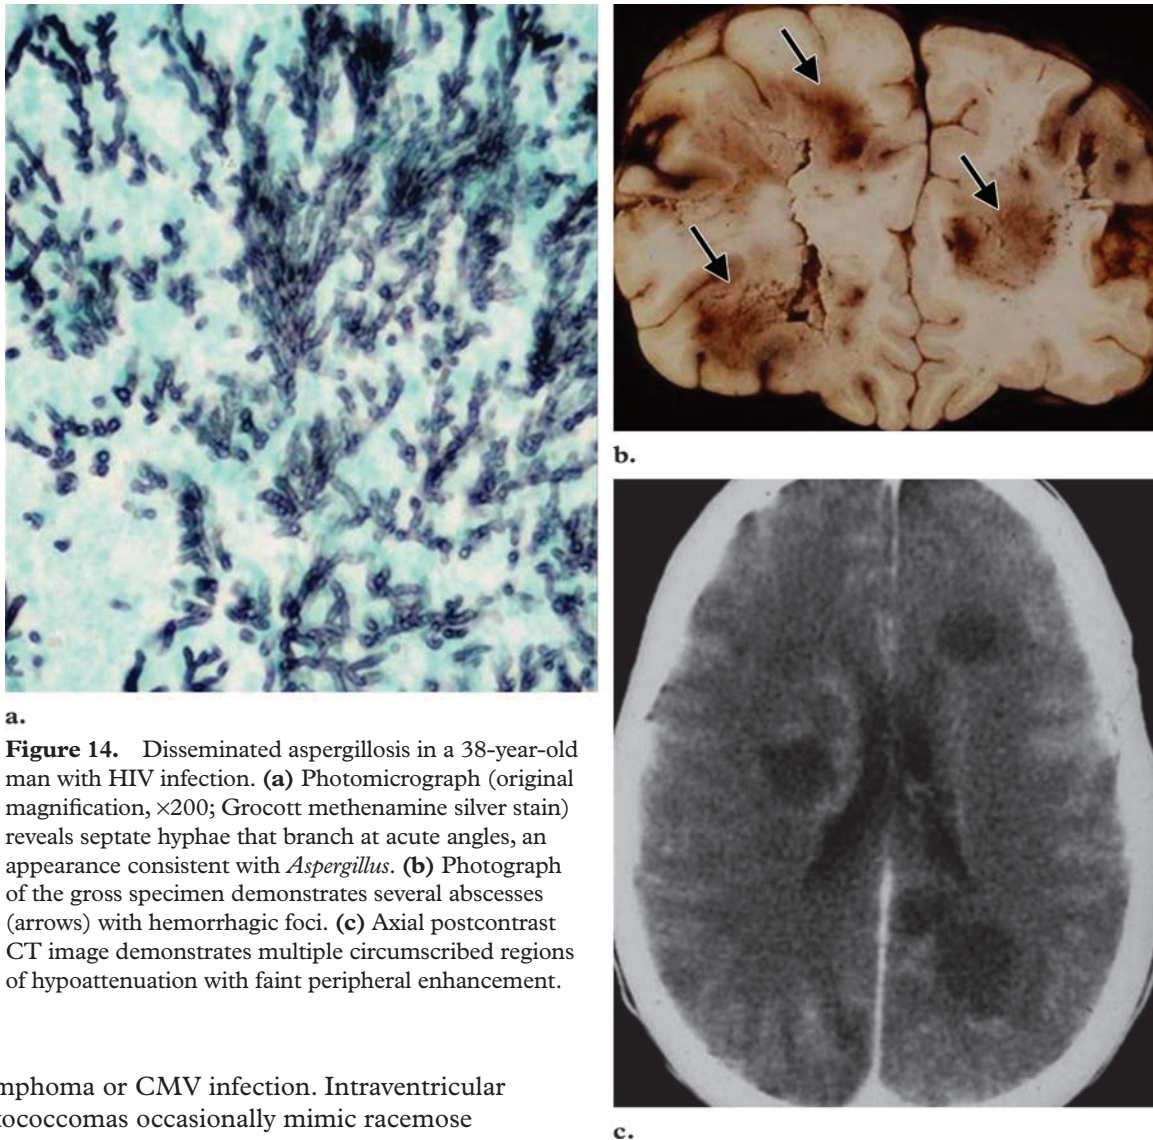 a.
Figure 14. Disseminated aspergillosis in a 38-year-old
man with HIV infection. (a) Photomicrograph (original
magnification, ×200; Grocott methenamine silver stain)
reveals septate hyphae that branch at acute angles, an
appearance consistent with Aspergillus. (b) Photograph
of the gross specimen demonstrates several abscesses
(arrows) with hemorrhagic foci. (c) Axial postcontrast
CT image demonstrates multiple circumscribed regions
of hypoattenuation with faint peripheral enhancement.
mphoma or CMV infection. Intraventricular
tococcomas occasionally mimic racemose
b.
c.